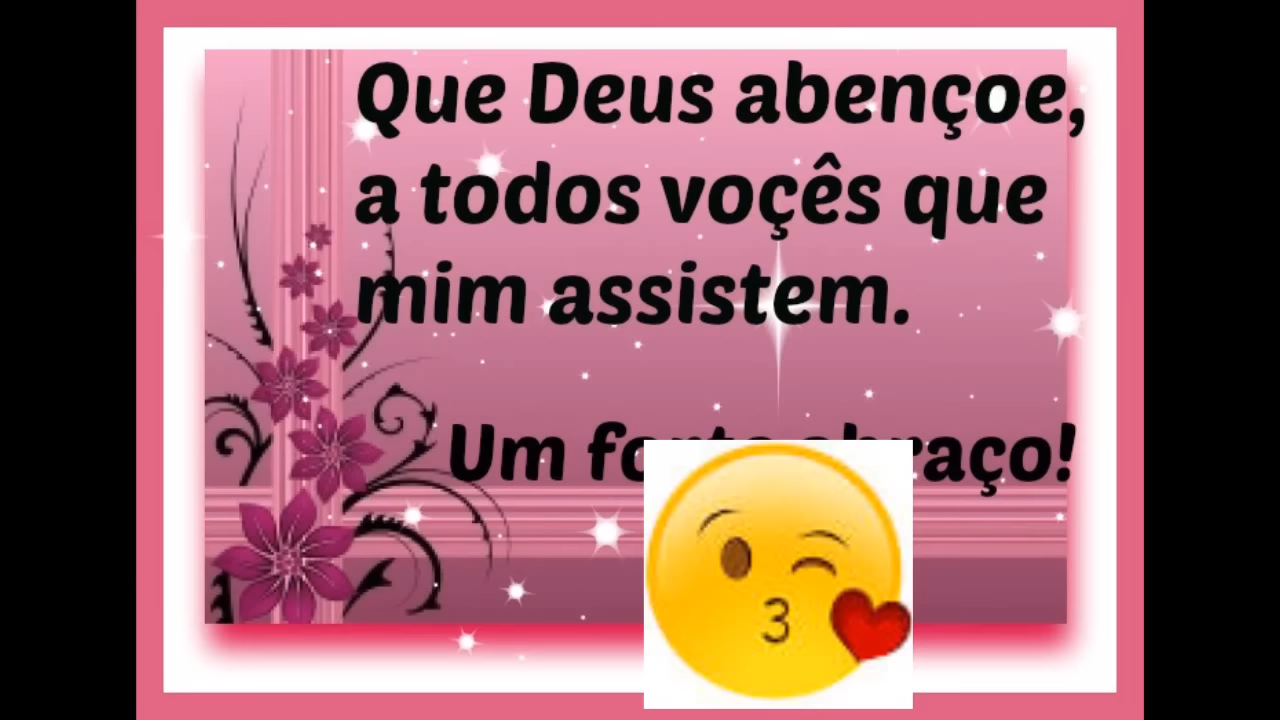 Que Deus abençoe,
a todos voçês que
mim assistem.
Um